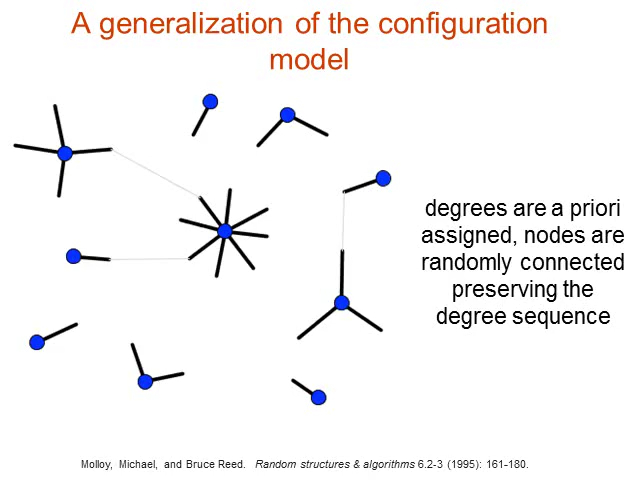 A generalization of the configuration
model
degrees are a priori
assigned, nodes are
randomly connected
preserving the
degree sequence
Molloy, Michael, and Bruce Reed. Random structures & algorithms 6.2-3 (1995): 161-180.